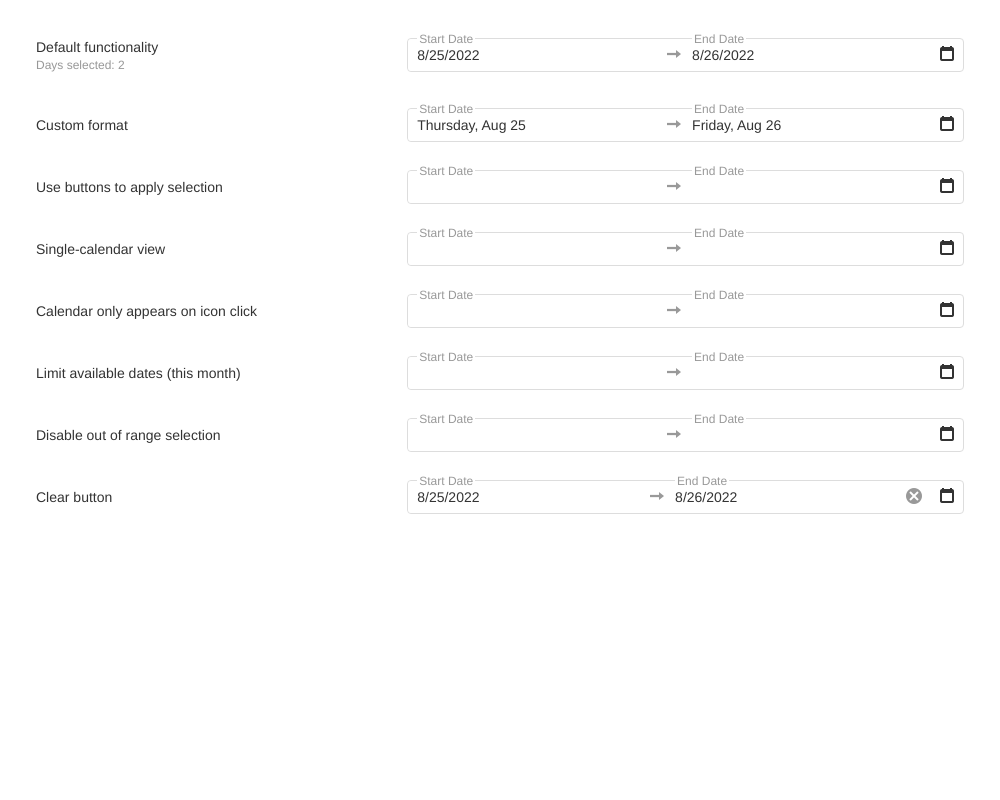 Default functionality
Days selected: 2
Start Date
End Date
8/25/2022
8/26/2022
Custom format
Start Date
End Date
Thursday, Aug 25
Friday, Aug 26
Use buttons to apply selection
Start Date
End Date
Single-calendar view
Start Date
End Date
Calendar only appears on icon click
Start Date
End Date
Limit available dates (this month)
Start Date
End Date
Disable out of range selection
Start Date
End Date
Clear button
Start Date
End Date
8/25/2022
8/26/2022